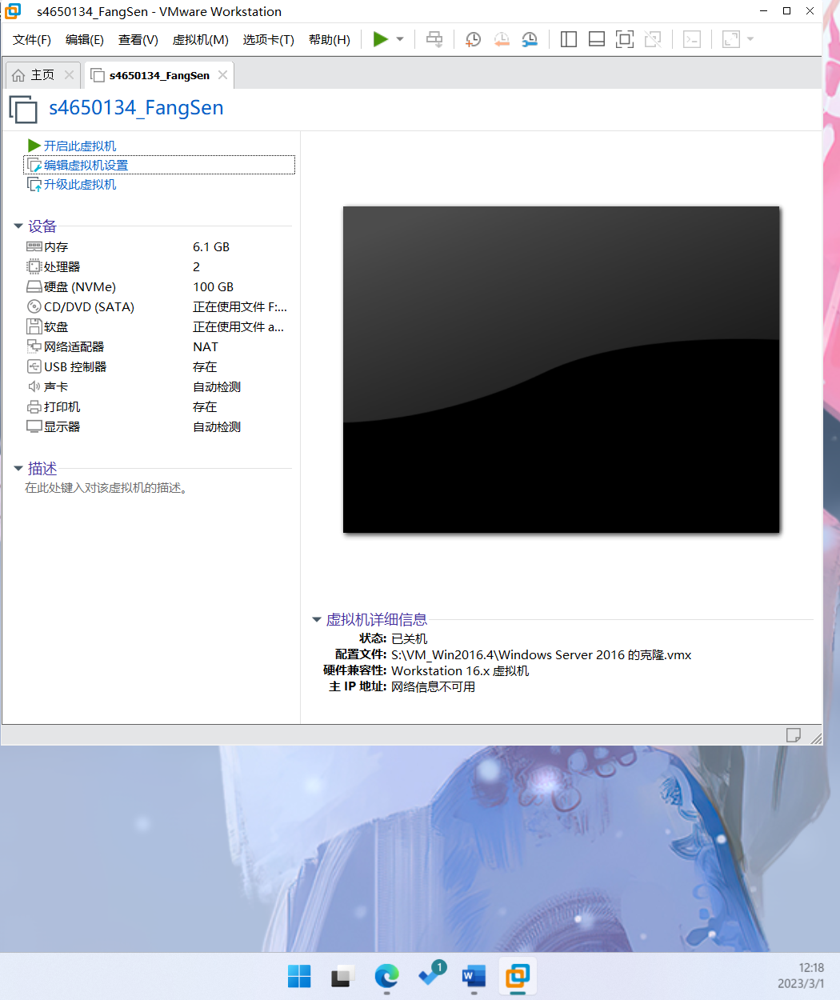 s4650134_FangSen - VMware Workstation
文件(F) 编辑(E) 查看(V) 虚拟机(M) 选项卡(T) 帮助(H)
主页 s4650134_FangSen
s4650134_FangSen
开启此虚拟机
编辑虚拟机设置
升级此虚拟机
设备
内存 6.1 GB
处理器 2
硬盘 (NVMe) 100 GB
CD/DVD (SATA) 正在使用文件 F:...
软盘 正在使用文件 a...
网络适配器 NAT
USB 控制器 存在
声卡 自动检测
打印机 存在
显示器 自动检测
描述
在此处键入对该虚拟机的描述。
虚拟机详细信息
状态: 已关机
配置文件: S:\VM_Win2016.4\Windows Server 2016 的克隆.vmx
硬件兼容性: Workstation 16.x 虚拟机
主 IP 地址: 网络信息不可用
1
W
12:18
2023/3/1